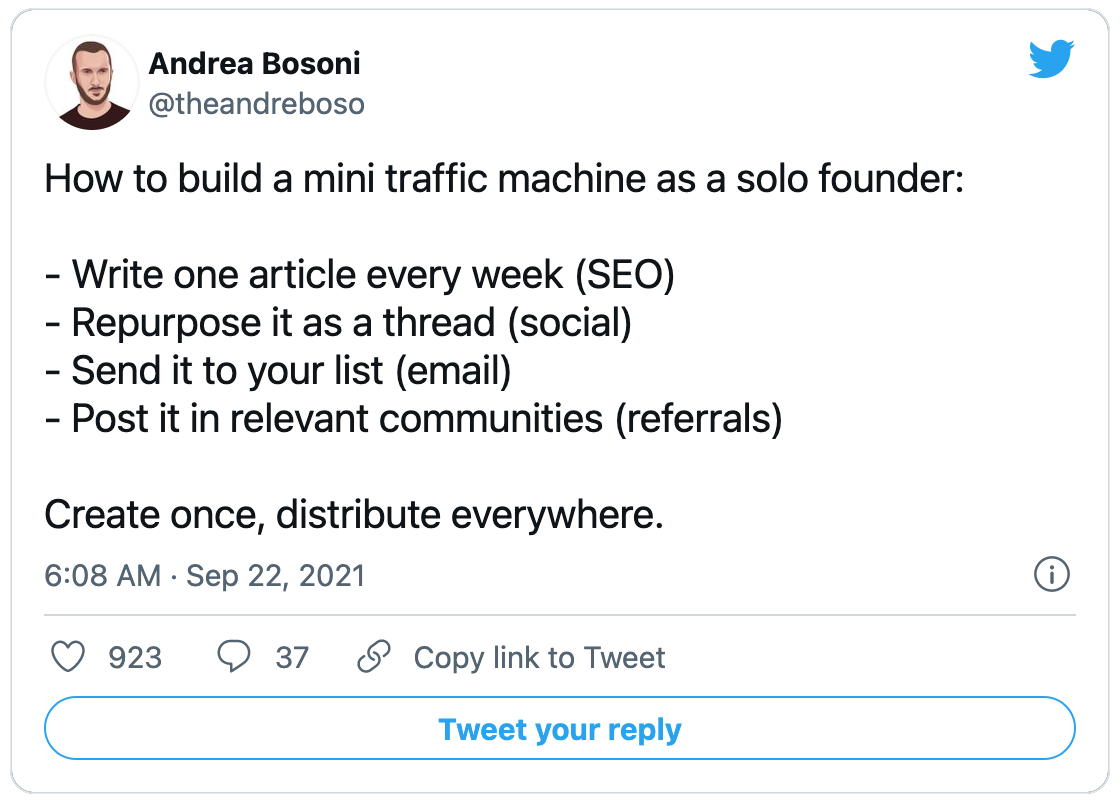 Andrea Bosoni
@theandreboso
How to build a mini traffic machine as a solo founder:
- Write one article every week (SEO)
- Repurpose it as a thread (social)
- Send it to your list (email)
- Post it in relevant communities (referrals)
Create once, distribute everywhere.
6:08 AM · Sep 22, 2021
923 37 Copy link to Tweet
Tweet your reply